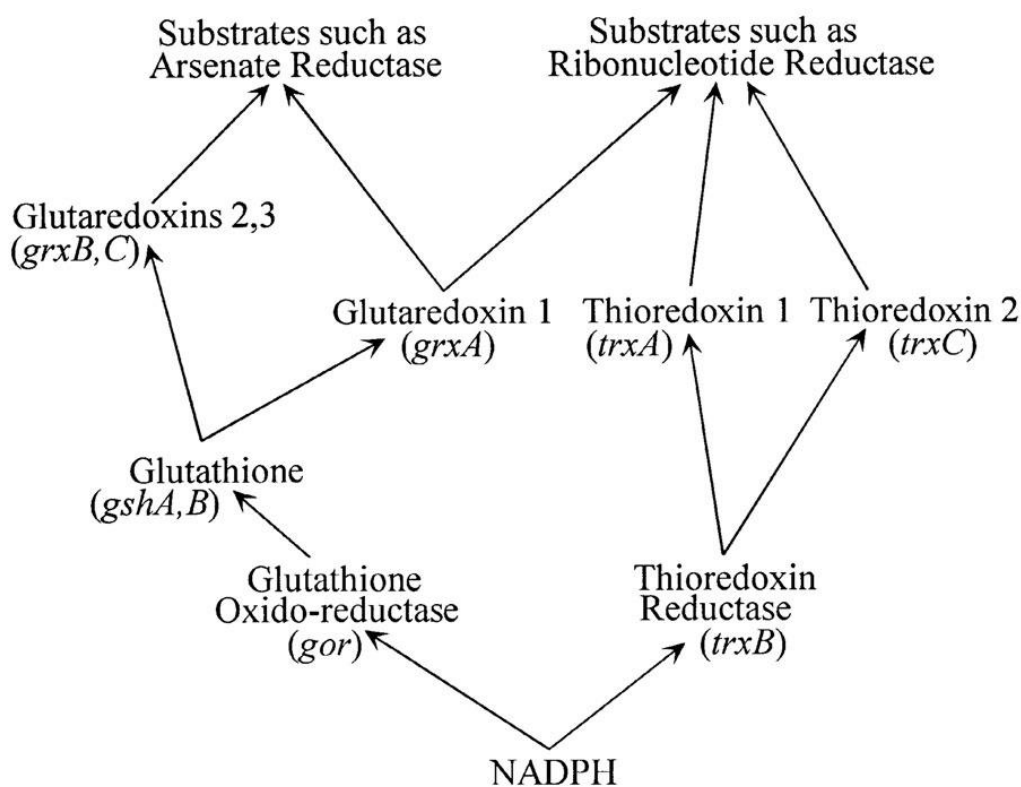 Substrates such as
Arsenate Reductase
Substrates such as
Ribonucleotide Reductase
Glutaredoxins 2,3
(grxB,C)
Glutaredoxin 1
(grxA)
Thioredoxin 1
(trxA)
Thioredoxin 2
(trxC)
Glutathione
(gshA,B)
Glutathione
Oxido-reductase
(gor)
Thioredoxin
Reductase
(trxB)
NADPH